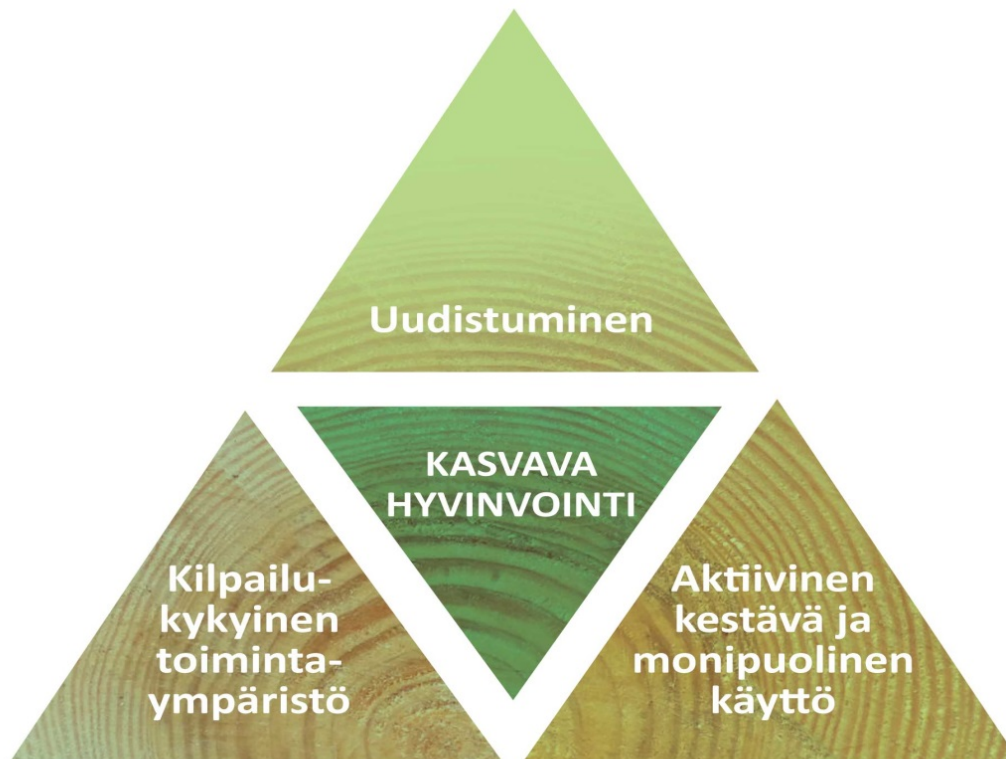 Uudistuminen
KASVAVA
HYVINVOINTI
Kilpailu-
kykyinen
toiminta-
ympäristö
Aktiivinen
kestävä ja
monipuolinen
käyttö